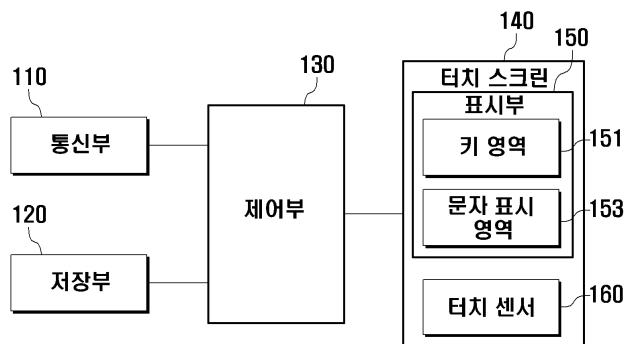 140
150
110
130
터치 스크린
표시부
통신부
키 영역
151
제어부
문자 표시
영역
153
120
저장부
터치 센서
160